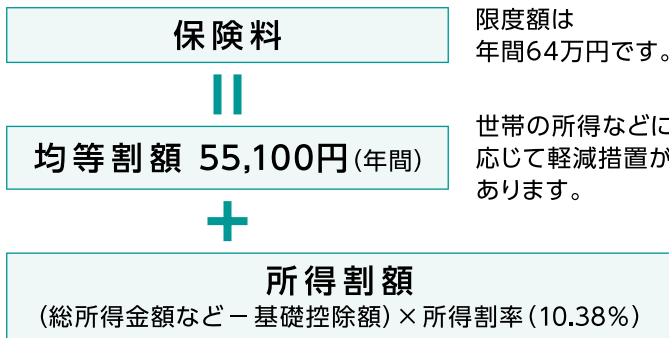 保険料
限度額は
年間64万円です。
＝
均等割額 55,100円(年間)
世帯の所得などに
応じて軽減措置が
あります。
＋
所得割額
(総所得金額など－基礎控除額)×所得割率(10.38%)